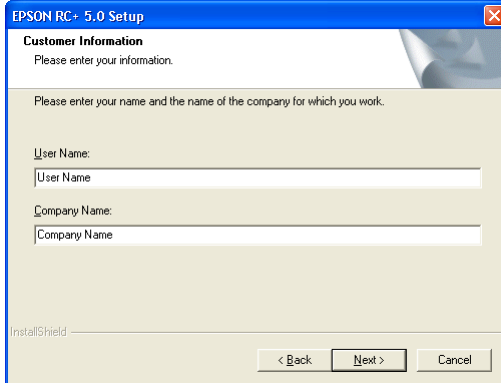 EPSON RC+ 5.0 Setup
Customer Information
Please enter your information.
Please enter your name and the name of the company for which you work.
User Name:
User Name
Company Name:
Company Name
InstallShield
< Back Next > Cancel